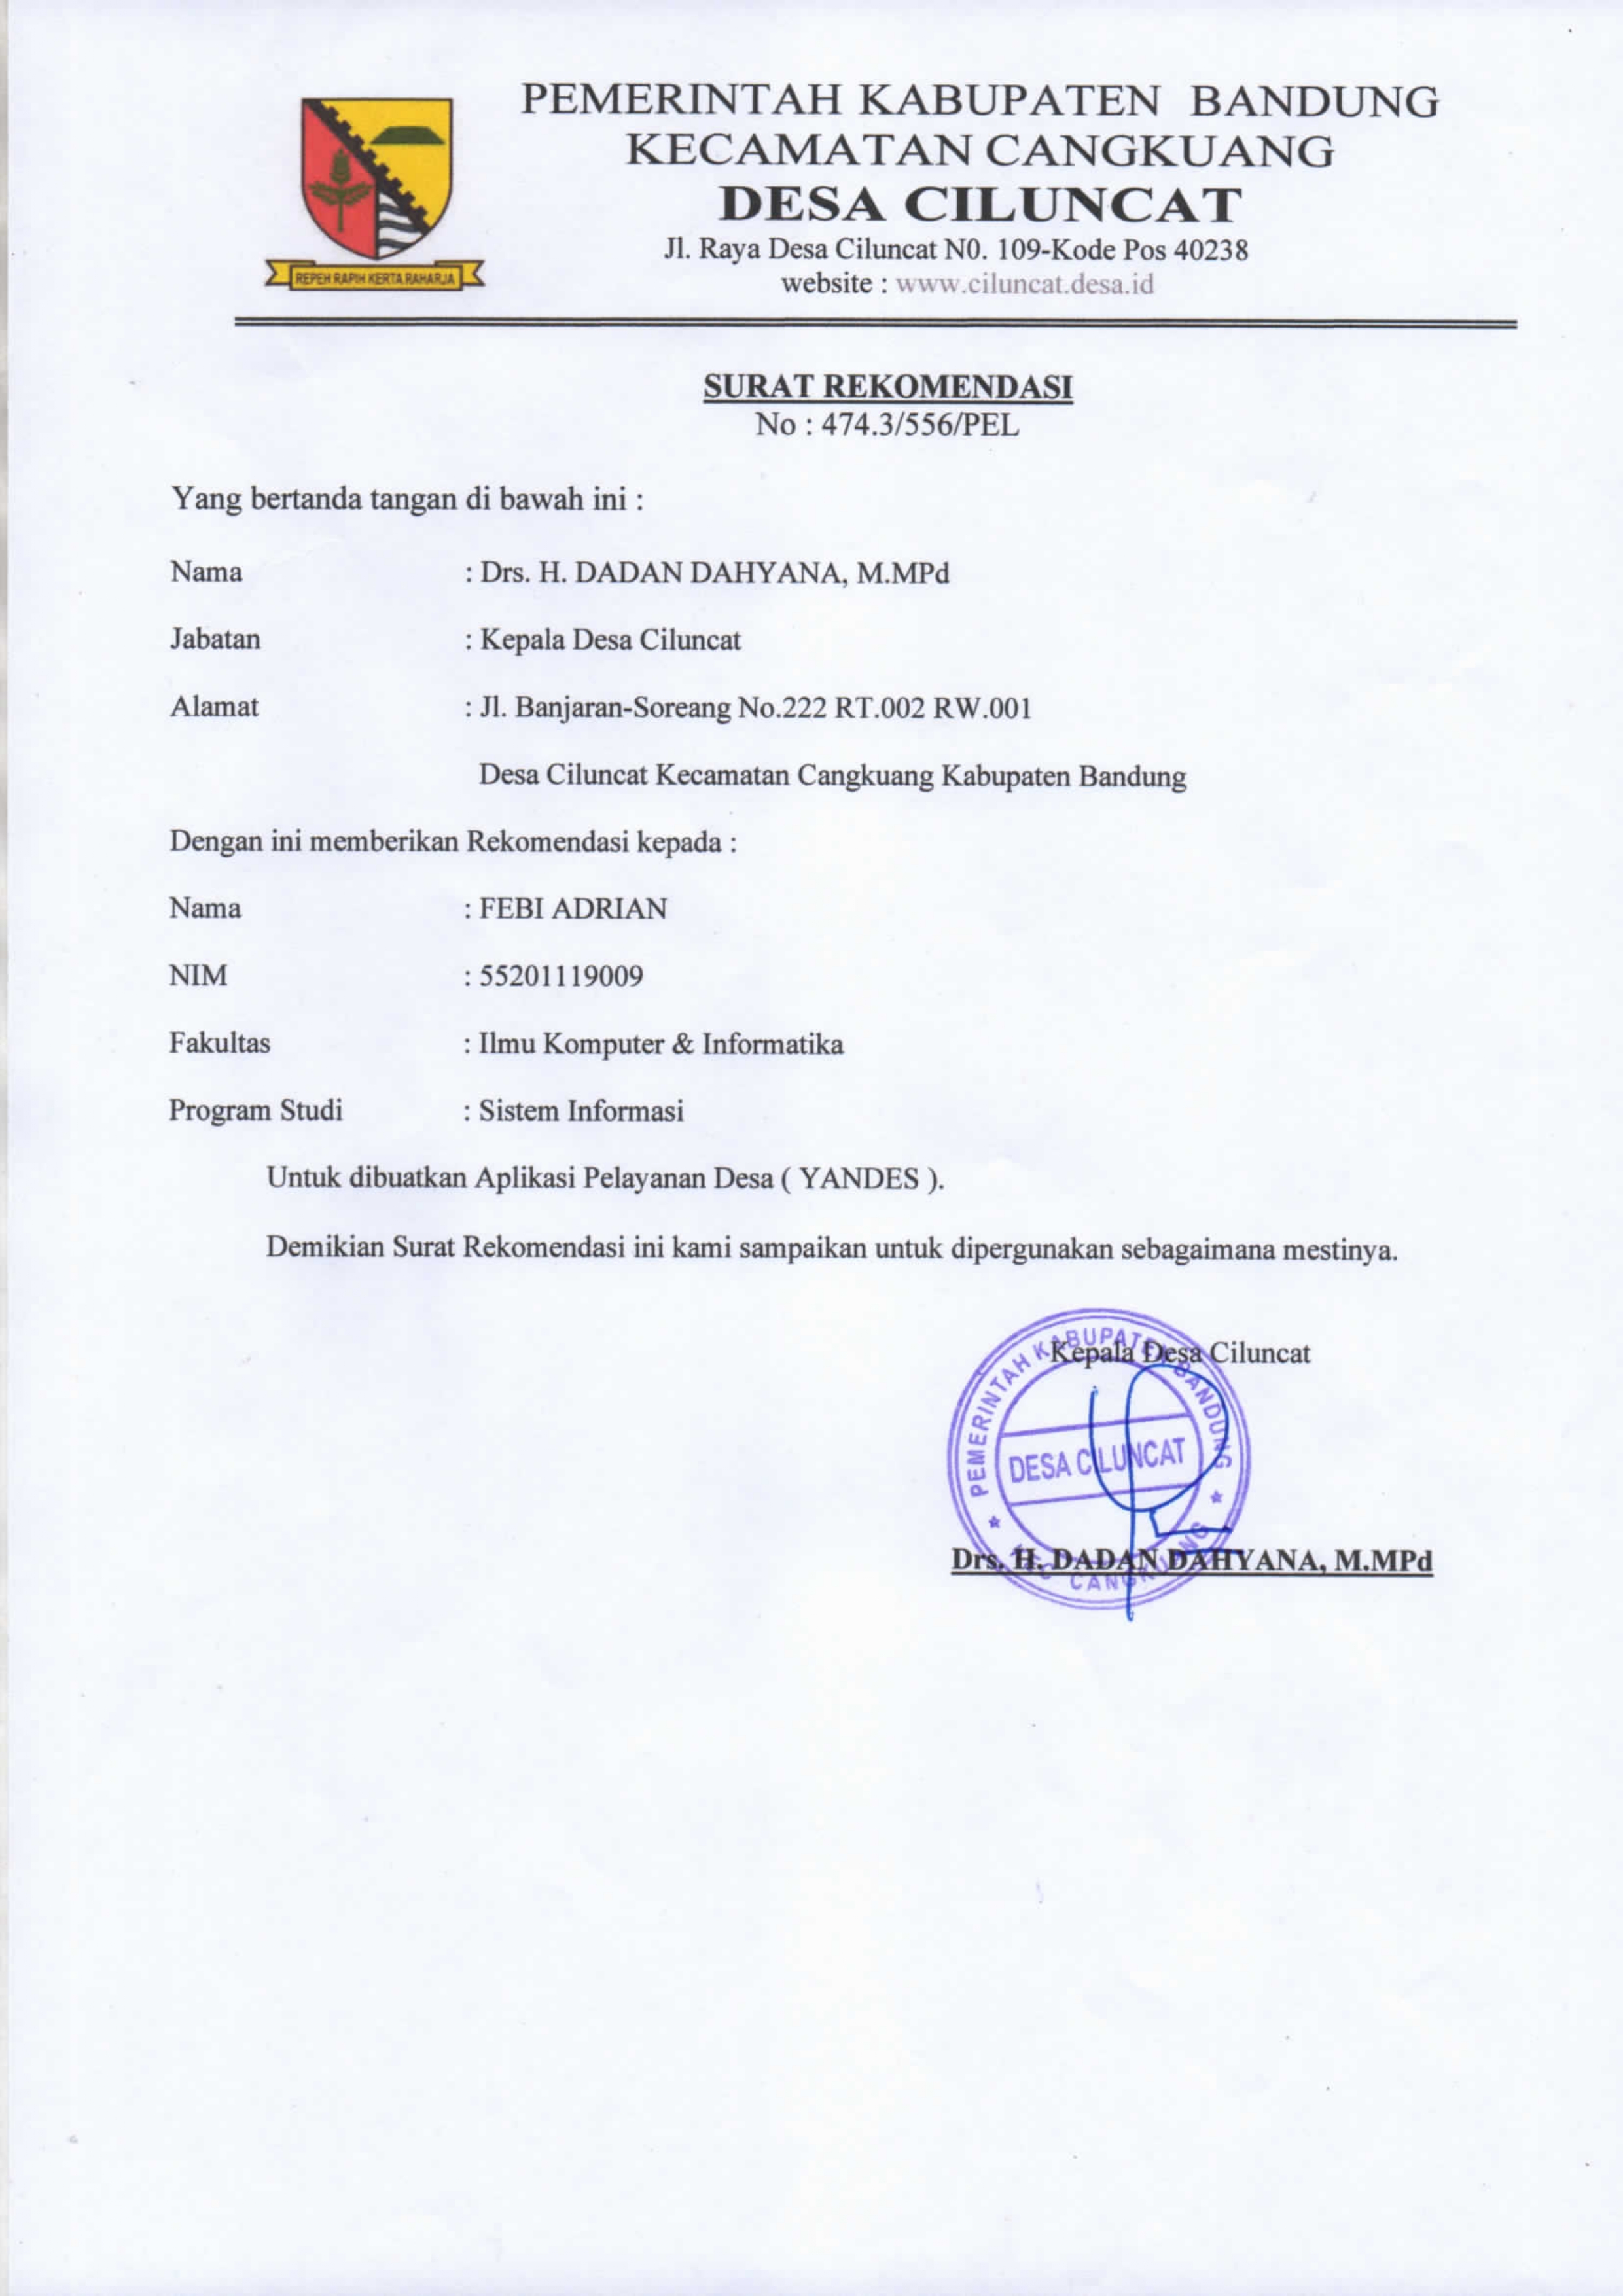 PEMERINTAH KABUPATEN BANDUNG
KECAMATAN CANGKUANG
DESA CILUNCAT
Jl. Raya Desa Ciluncat N0. 109-Kode Pos 40238
website : www.ciluncat.desa.id
REPEH RAPIH KERTA RAHARJA
SURAT REKOMENDASI
No : 474.3/556/PEL
Yang bertanda tangan di bawah ini :
Nama : Drs. H. DADAN DAHYANA, M.MPd
Jabatan : Kepala Desa Ciluncat
Alamat : Jl. Banjaran-Soreang No.222 RT.002 RW.001
Desa Ciluncat Kecamatan Cangkuang Kabupaten Bandung
Dengan ini memberikan Rekomendasi kepada :
Nama : FEBI ADRIAN
NIM : 55201119009
Fakultas : Ilmu Komputer & Informatika
Program Studi : Sistem Informasi
Untuk dibuatkan Aplikasi Pelayanan Desa ( YANDES ).
Demikian Surat Rekomendasi ini kami sampaikan untuk dipergunakan sebagaimana mestinya.
Kepala Desa Ciluncat
PEMERINTAH KABUPATEN BANDUNG
DESA CILUNCAT
KEC CANGKUANG
Drs. H. DADAN DAHYANA, M.MPd